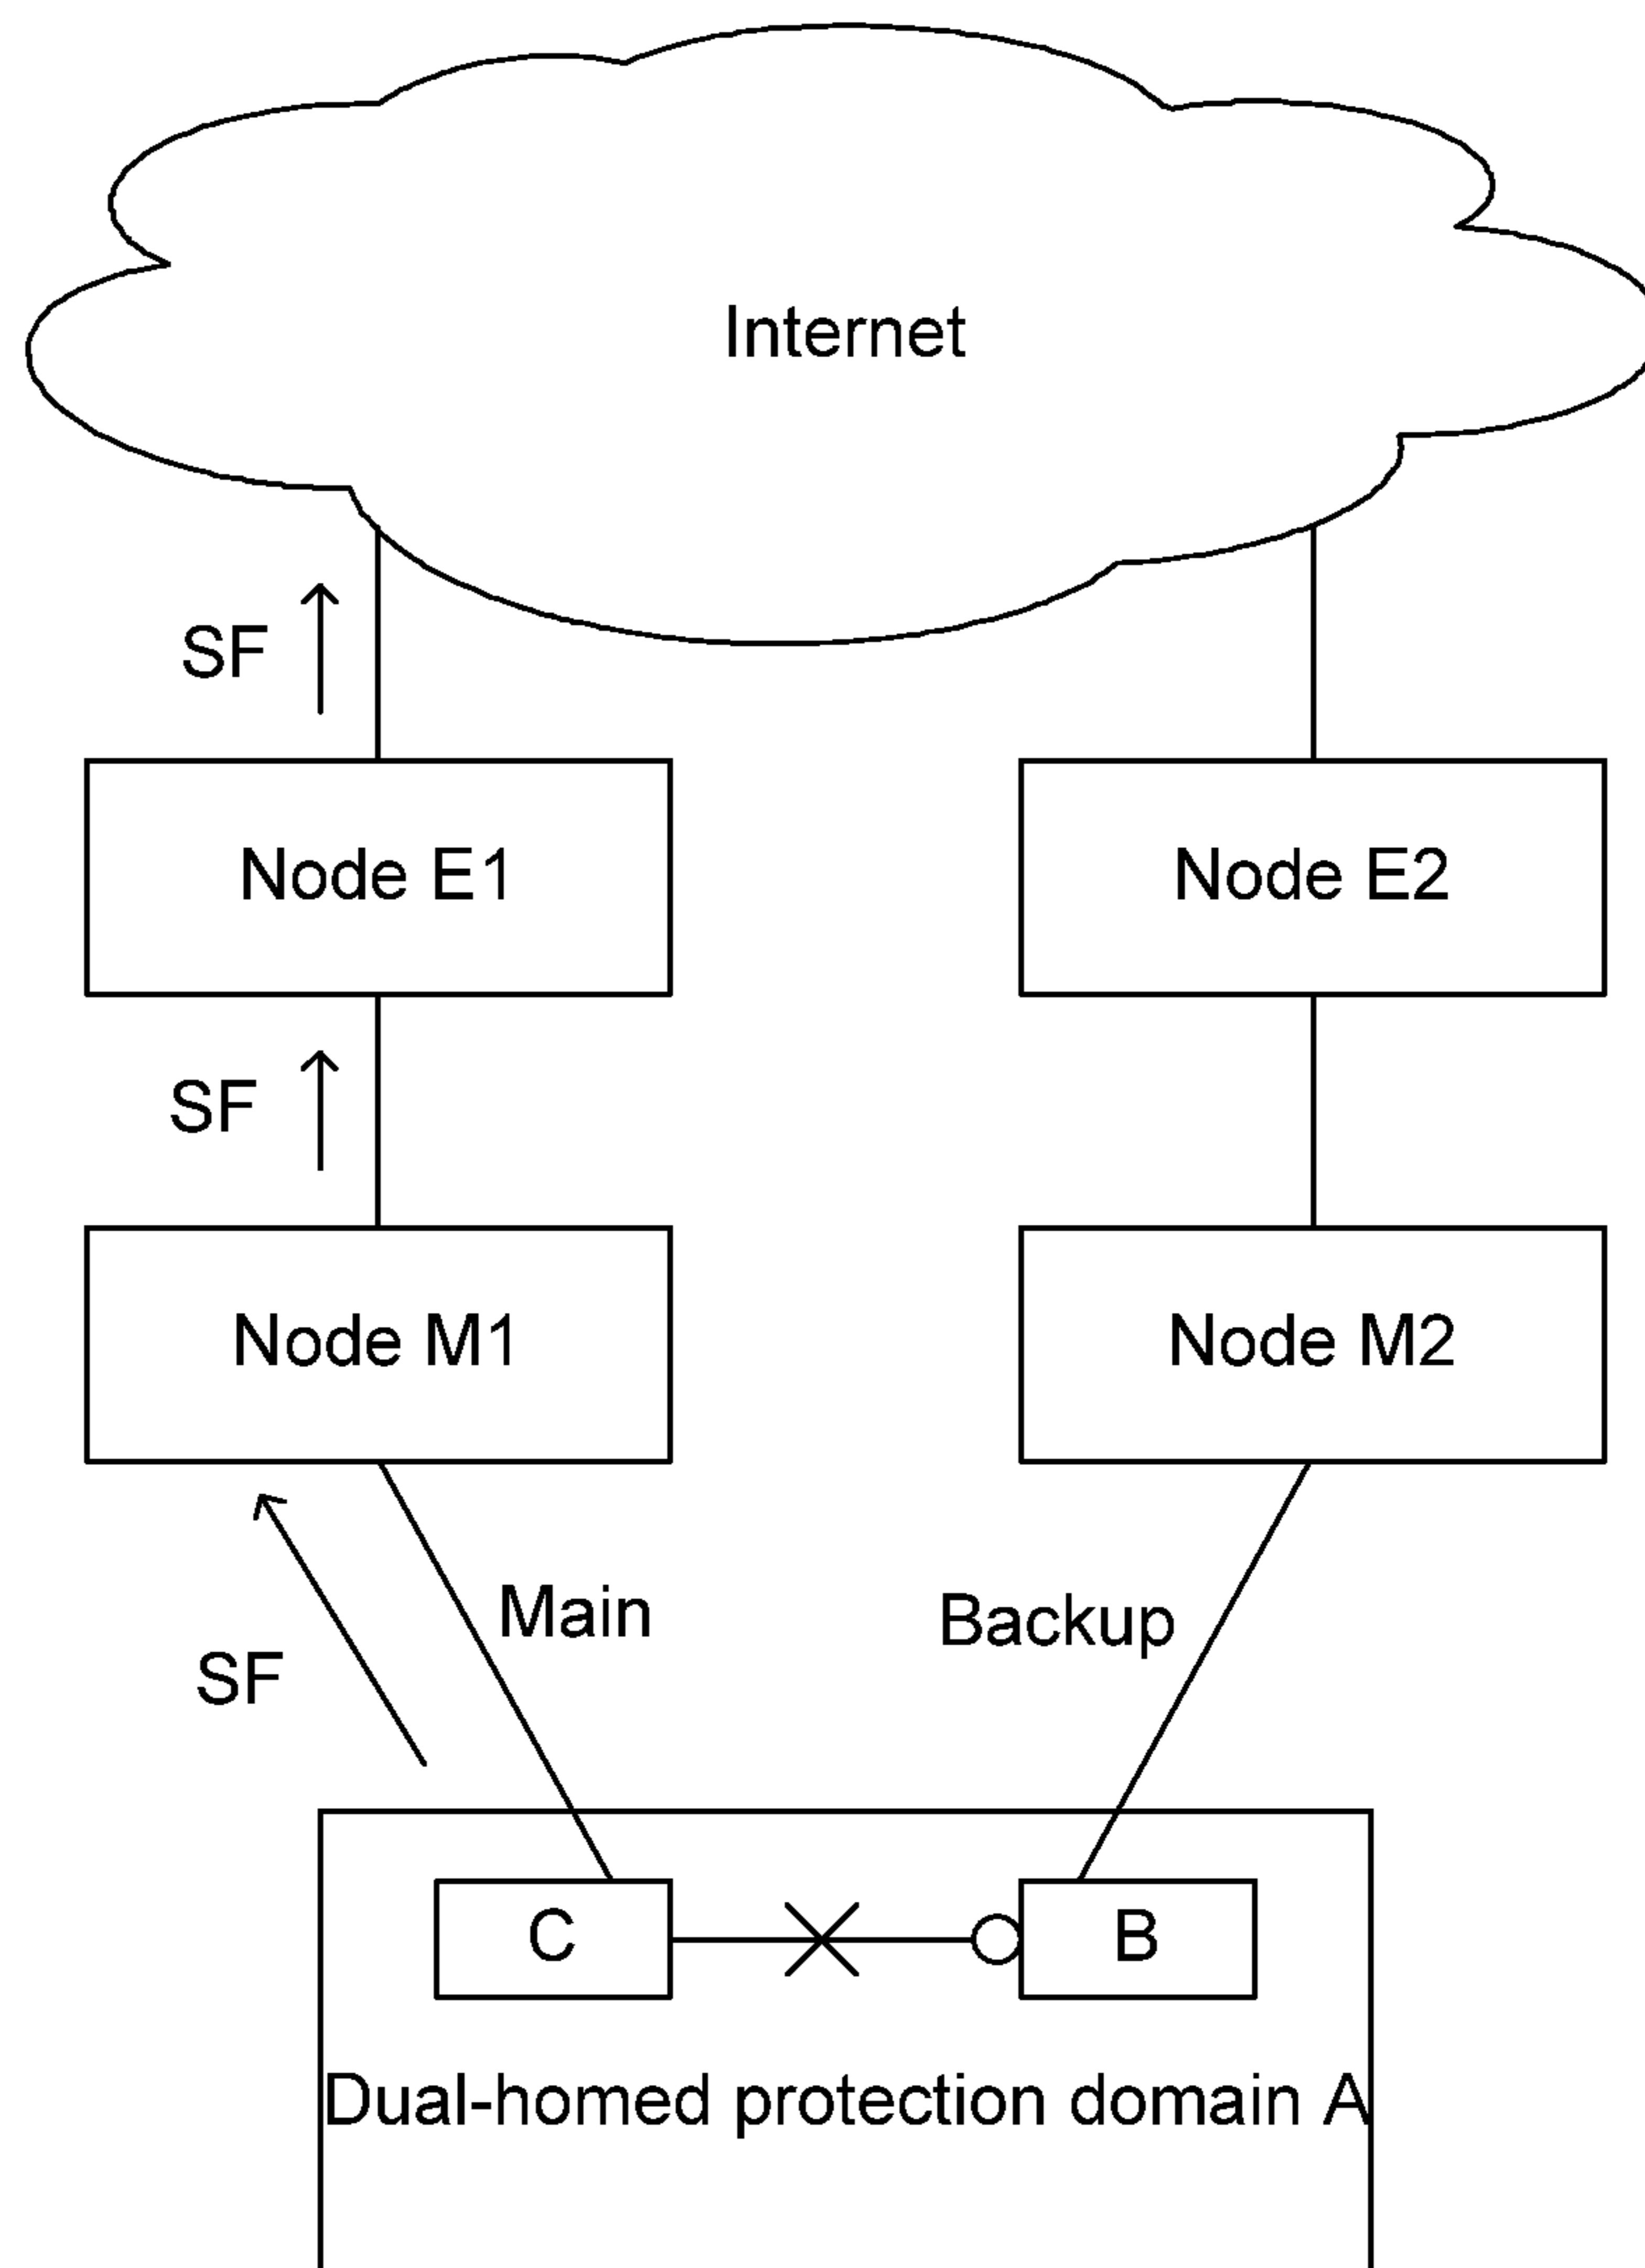 Internet
SF
Node E1
Node E2
SF
Node M1
Node M2
Main
Backup
SF
C
B
Dual-homed protection domain A